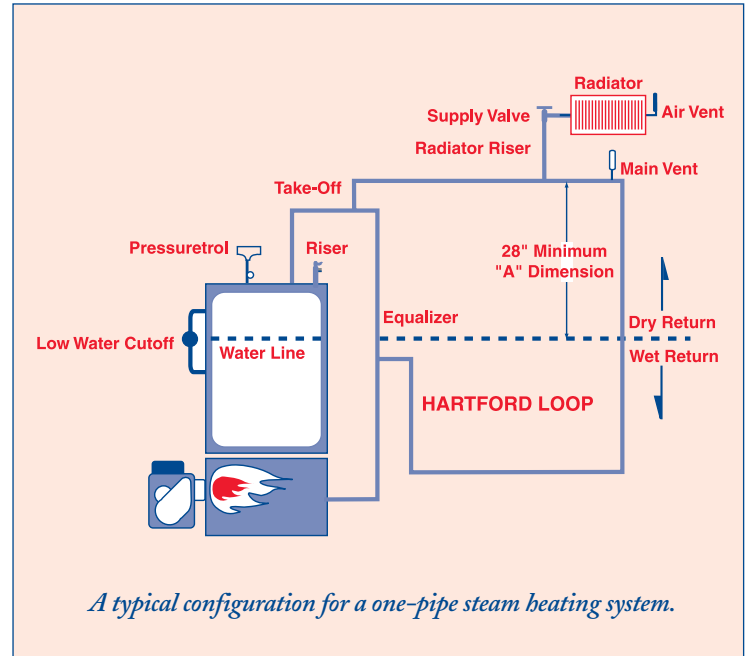 Radiator
Supply Valve
Air Vent
Radiator Riser
Main Vent
Take-Off
Pressuretrol
Riser
28" Minimum
"A" Dimension
Equalizer
Dry Return
Low Water Cutoff
Water Line
Wet Return
HARTFORD LOOP
A typical configuration for a one-pipe steam heating system.